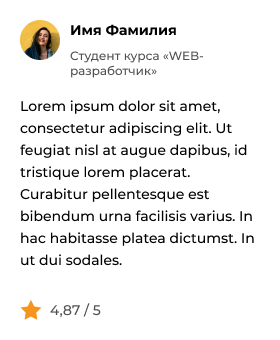 Имя Фамилия
Студент курса «WEB-
разработчик»
Lorem ipsum dolor sit amet,
consectetur adipiscing elit. Ut
feugiat nisl at augue dapibus, id
tristique lorem placerat.
Curabitur pellentesque est
bibendum urna facilisis varius. In
hac habitasse platea dictumst. In
ut dui sodales.
4,87 / 5